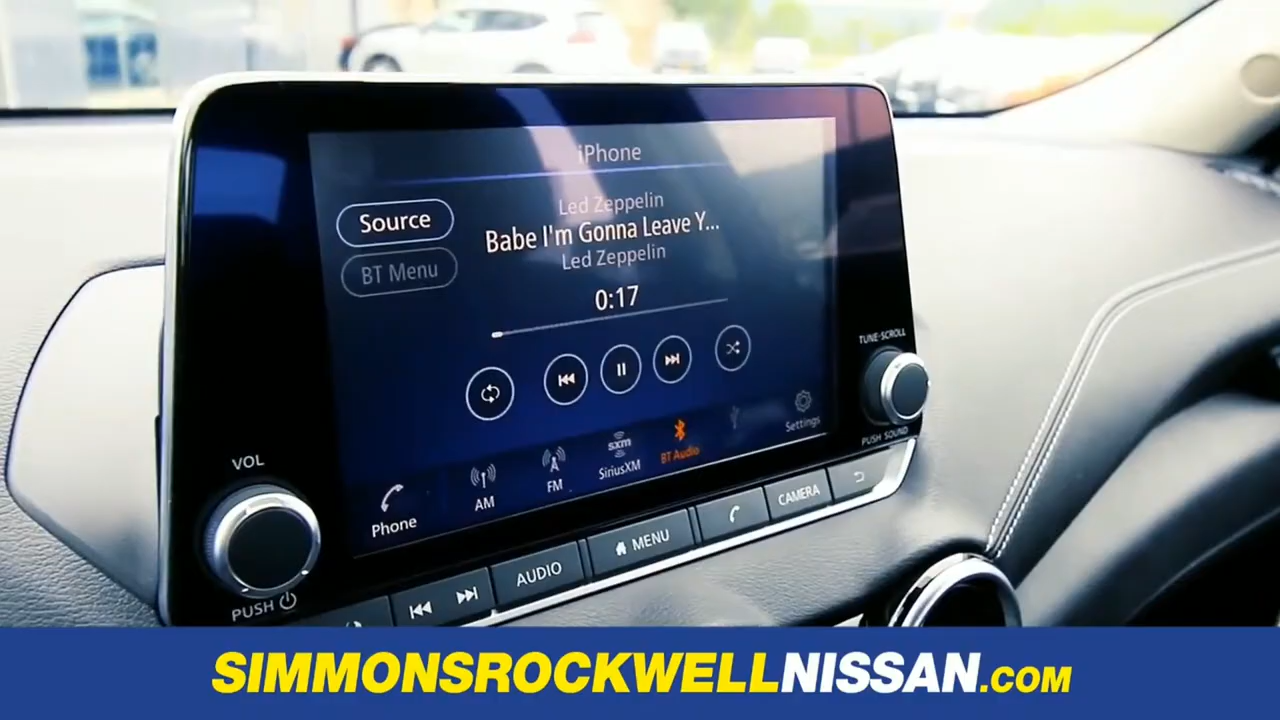 iPhone
Source
BT Menu
Led Zeppelin
Babe I'm Gonna Leave Y...
Led Zeppelin
0:17
TUNE·SCROLL
PUSH SOUND
Phone
AM
FM
sxm
SiriusXM
BT Audio
Settings
VOL
PUSH
AUDIO
MENU
CAMERA
SIMMONSROCKWELLNISSAN.COM